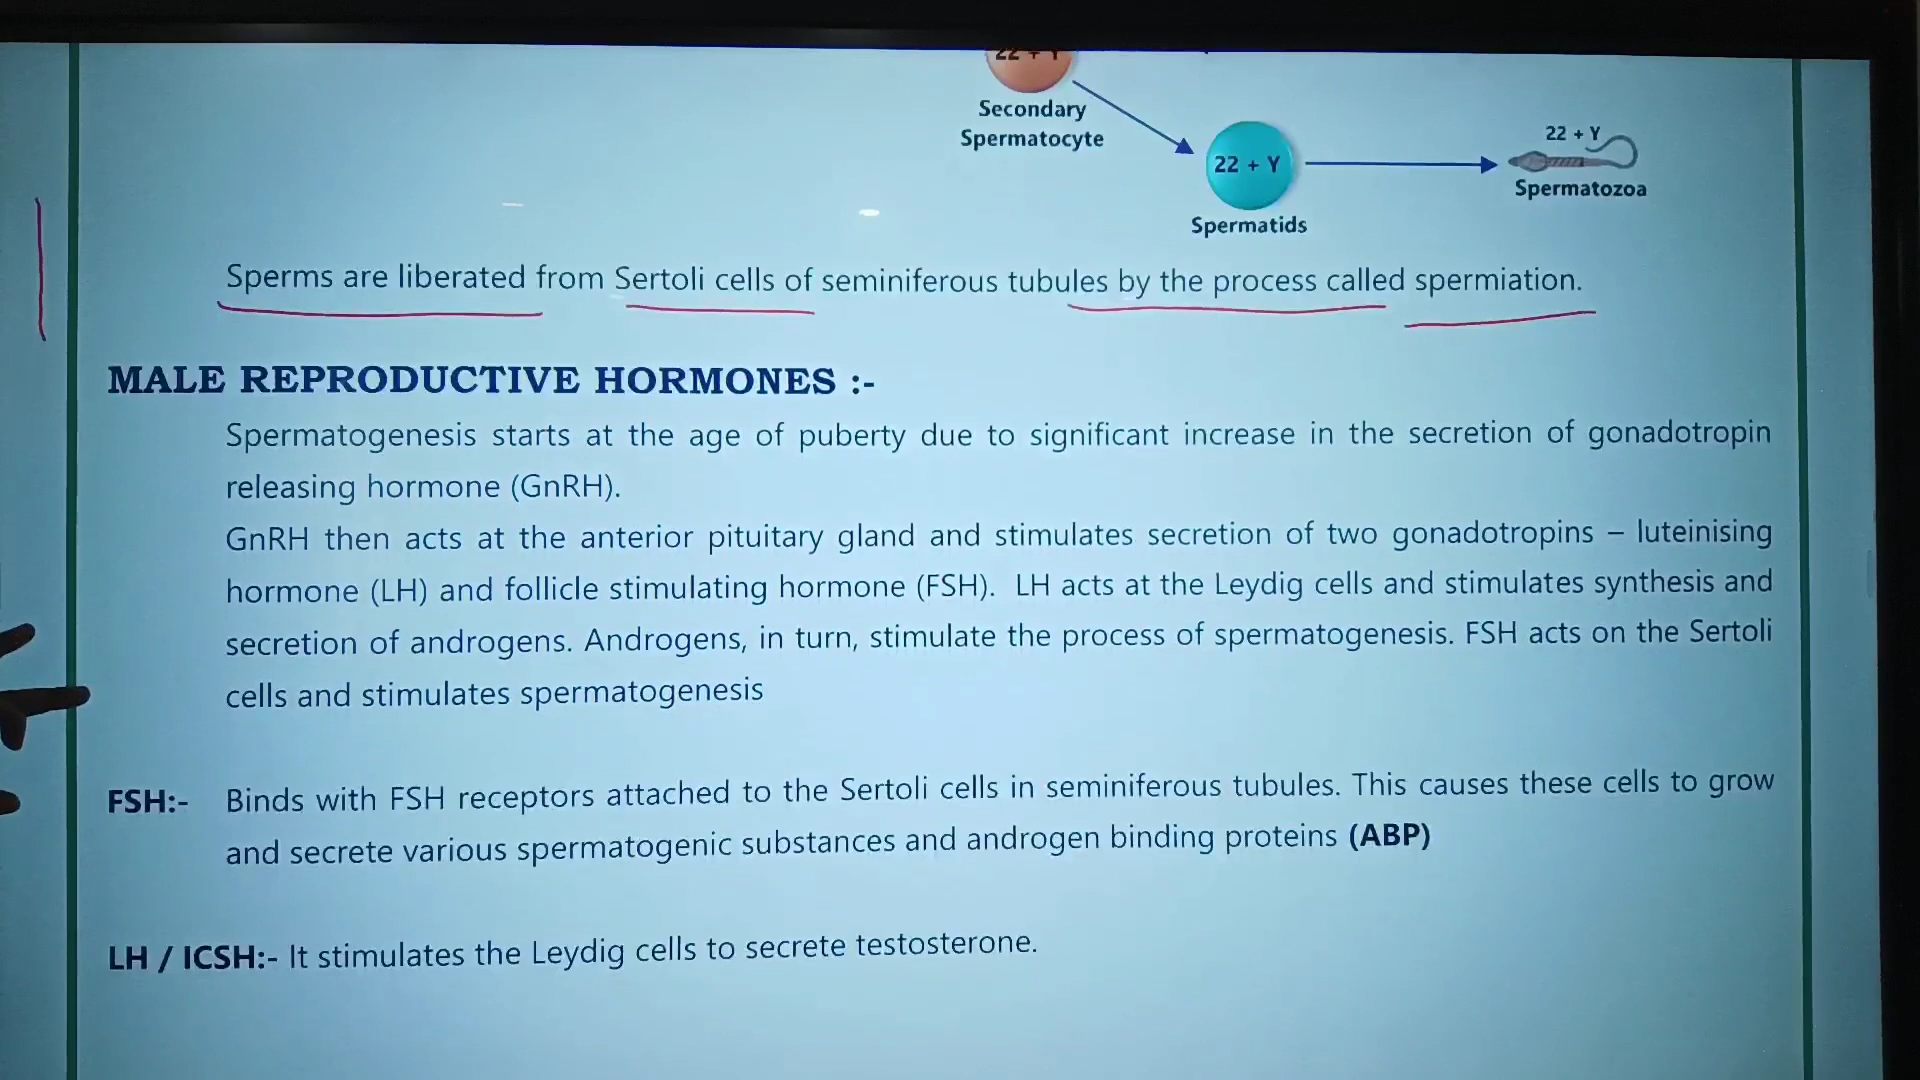 22 + Y
Secondary
Spermatocyte
22 + Y
Spermatids
22 + Y
Spermatozoa
Sperms are liberated from Sertoli cells of seminiferous tubules by the process called spermiation.
MALE REPRODUCTIVE HORMONES :-
Spermatogenesis starts at the age of puberty due to significant increase in the secretion of gonadotropin
releasing hormone (GnRH).
GnRH then acts at the anterior pituitary gland and stimulates secretion of two gonadotropins – luteinising
hormone (LH) and follicle stimulating hormone (FSH). LH acts at the Leydig cells and stimulates synthesis and
secretion of androgens. Androgens, in turn, stimulate the process of spermatogenesis. FSH acts on the Sertoli
cells and stimulates spermatogenesis
FSH:- Binds with FSH receptors attached to the Sertoli cells in seminiferous tubules. This causes these cells to grow
and secrete various spermatogenic substances and androgen binding proteins (ABP)
LH / ICSH:- It stimulates the Leydig cells to secrete testosterone.